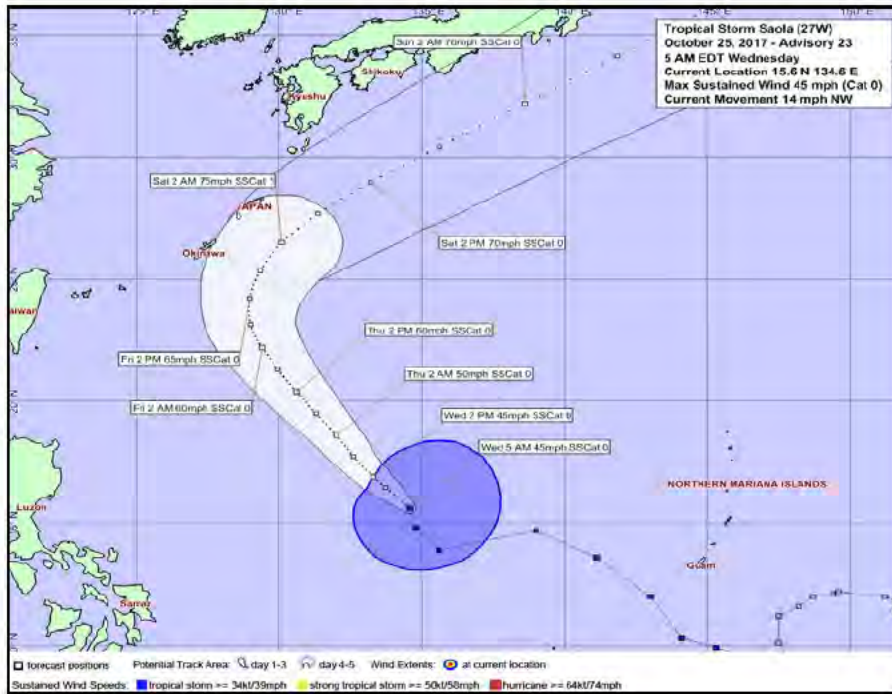 125 E
130 E
135 E
140 E
Tropical Storm Saola (27W)
October 25, 2017 - Advisory 23
5 AM EDT Wednesday
Current Location 15.6 N 134.6 E
Max Sustained Wind 45 mph (Cat 0)
Current Movement 14 mph NW
Sun 2 AM 70mph SSCat 0
Shikoku
Kyushu
Sat 2 AM 75mph SSCat 1
APAN
Okinawa
Sat 2 PM 70mph SSCat 0
aiwan
Thu 2 PM 60mph SSCat 0
Fri 2 PM 65mph SSCat 0
Thu 2 AM 50mph SSCat 0
Fri 2 AM 60mph SSCat 0
Wed 2 PM 45mph SSCat 0
Wed 5 AM 45mph SSCat 0
NORTHERN MARIANA ISLANDS
Luzon
Guam
Samar
forecast positions Potential Track Area: day 1-3 day 4-5 Wind Extents: at current location
Sustained Wind Speeds: tropical storm >= 34kt/39mph strong tropical storm >= 50kt/58mph hurricane >= 64kt/74mph